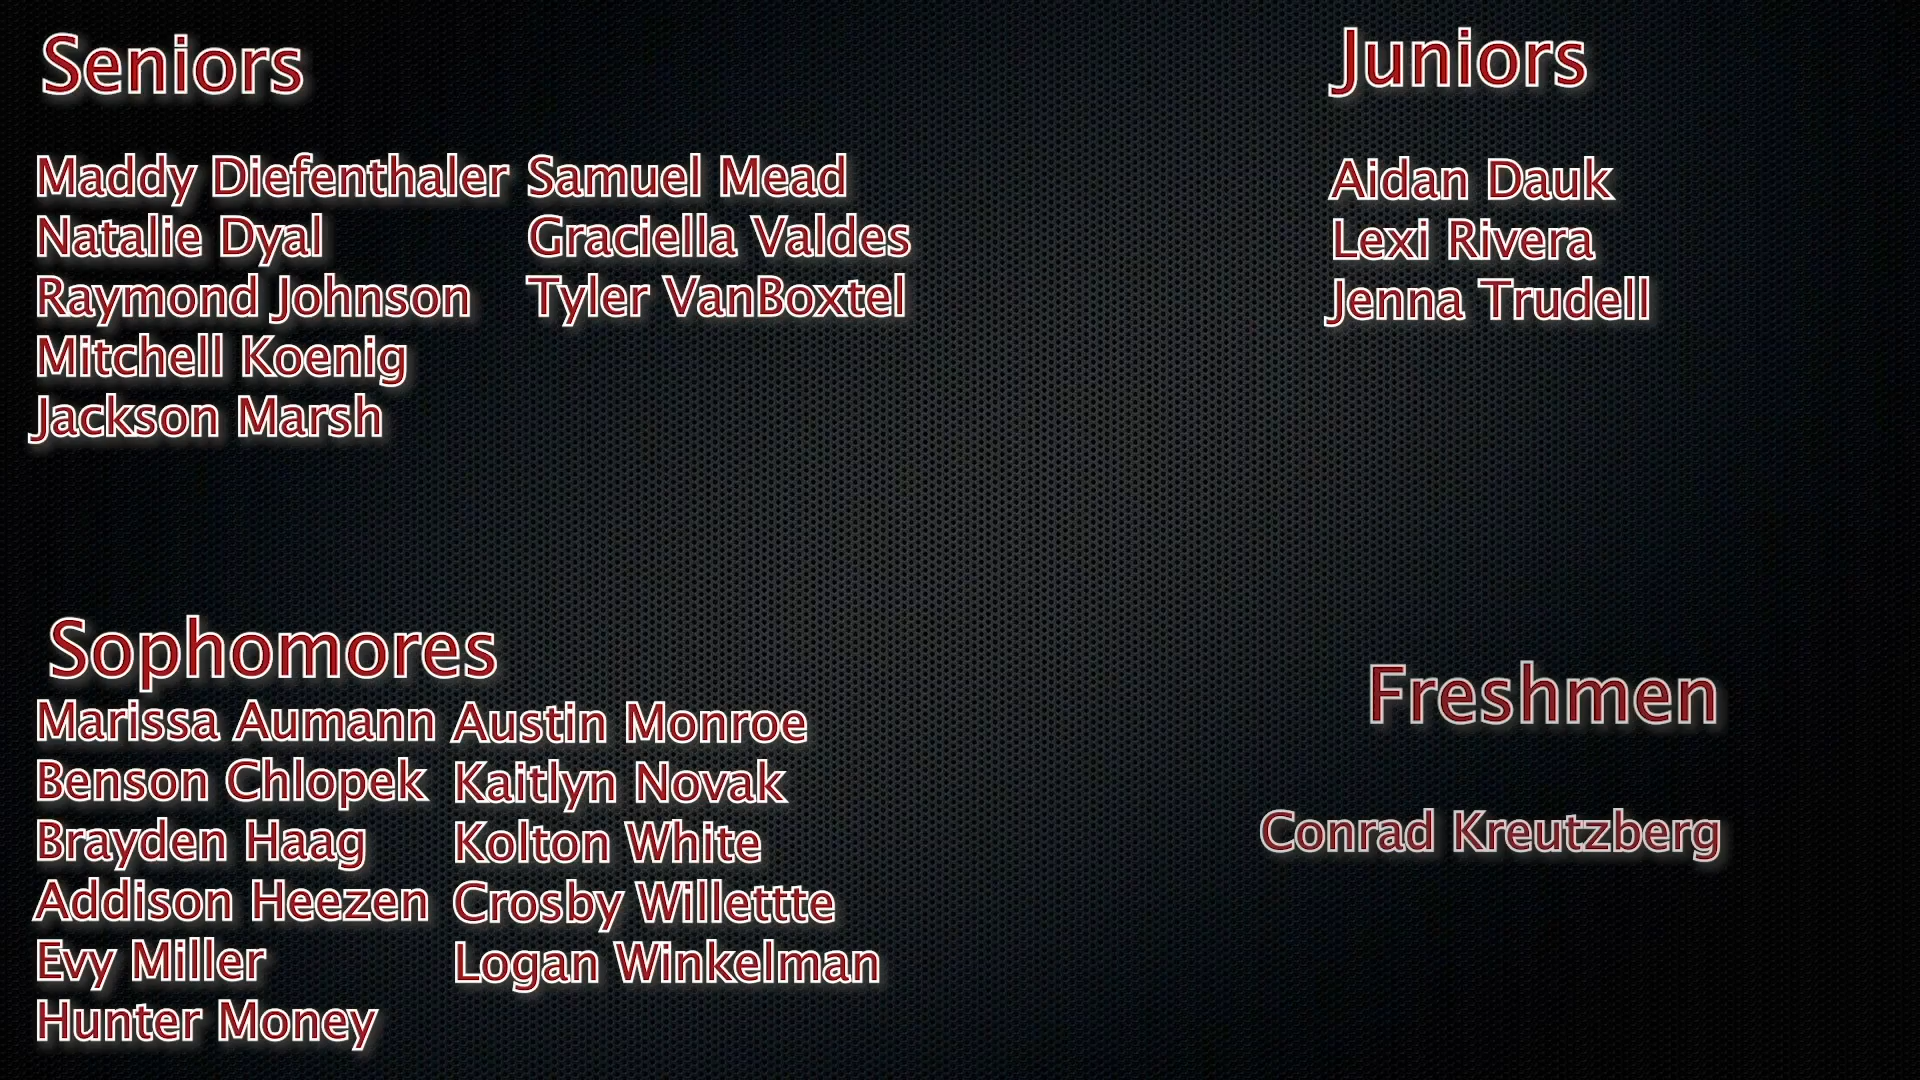 Seniors
Maddy Diefenthaler
Natalie Dyal
Raymond Johnson
Mitchell Koenig
Jackson Marsh
Samuel Mead
Graciella Valdes
Tyler VanBoxtel
Juniors
Aidan Dauk
Lexi Rivera
Jenna Trudell
Sophomores
Marissa Aumann
Benson Chlopek
Brayden Haag
Addison Heezen
Evy Miller
Hunter Money
Austin Monroe
Kaitlyn Novak
Kolton White
Crosby Willettte
Logan Winkelman
Freshmen
Conrad Kreutzberg